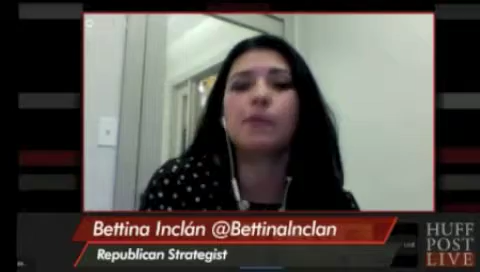 Bettina Inclán @BettinaInclan
Republican Strategist
HUFF
POST
LIVE